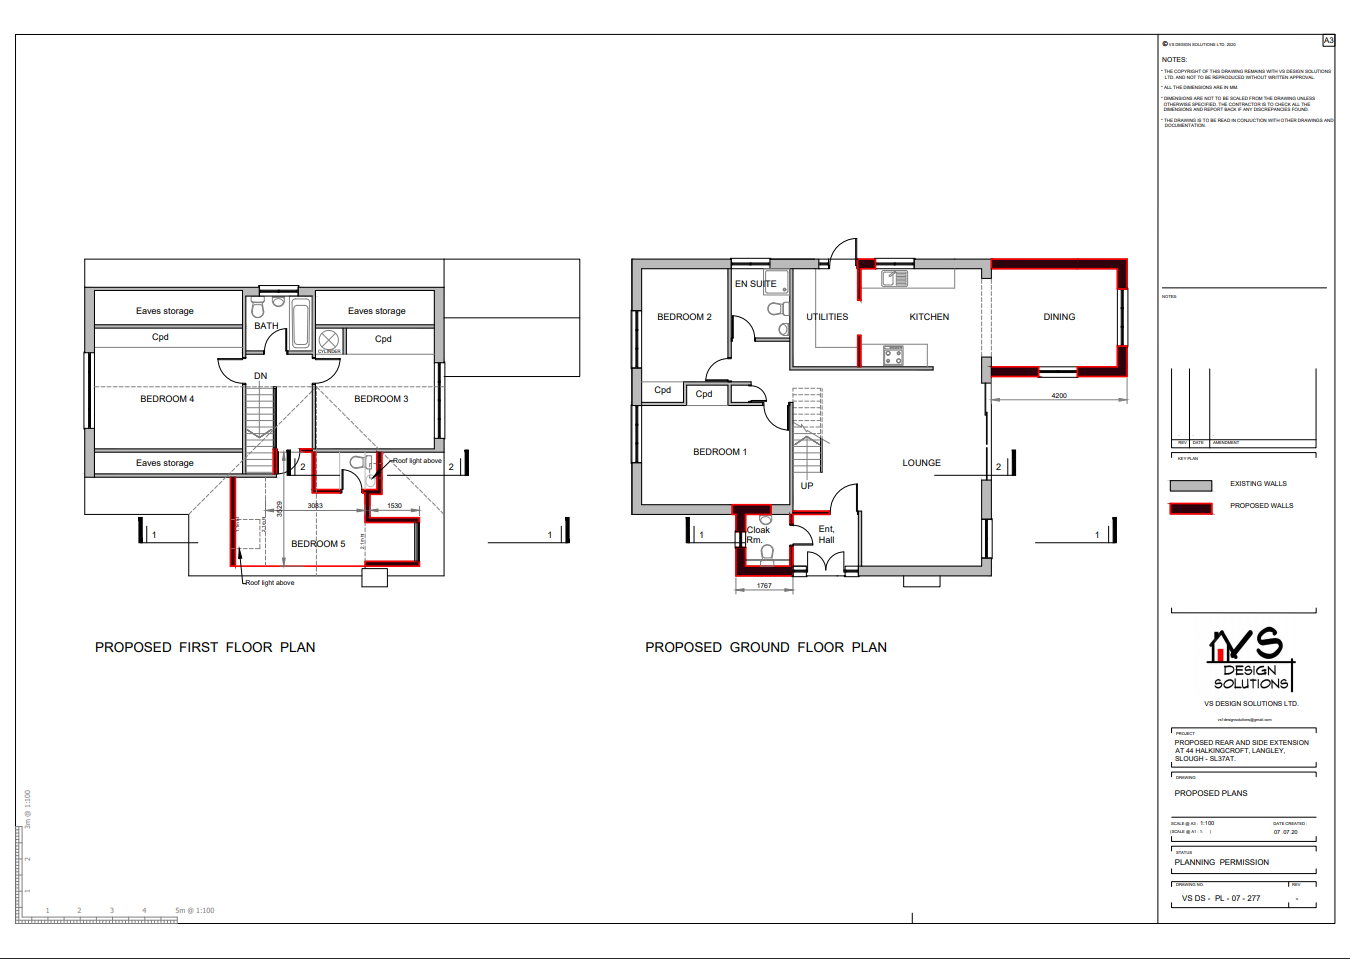 A3
© VS DESIGN SOLUTIONS LTD. 2020
NOTES:
* THE COPYRIGHT OF THIS DRAWING REMAINS WITH VS DESIGN SOLUTIONS
LTD. AND NOT TO BE REPRODUCED WITHOUT WRITTEN APPROVAL.
* ALL THE DIMENSIONS ARE IN MM.
* DIMENSIONS ARE NOT TO BE SCALED FROM THE DRAWING UNLESS
OTHERWISE SPECIFIED. THE CONTRACTOR IS TO CHECK ALL THE
DIMENSIONS AND REPORT BACK IF ANY DISCREPANCIES FOUND.
* THE DRAWING IS TO BE READ IN CONJUCTION WITH OTHER DRAWINGS AND
DOCUMENTATION.
Eaves storage
Eaves storage
BATH
Cpd
Cpd
CYLINDER
DN
BEDROOM 4
BEDROOM 3
Eaves storage
2
Roof light above
2
3083
1530
3529
1
BEDROOM 5
1
Roof light above
PROPOSED FIRST FLOOR PLAN
EN SUITE
BEDROOM 2
UTILITIES
KITCHEN
DINING
Cpd
Cpd
4200
BEDROOM 1
LOUNGE
2
UP
1
Cloak
Rm.
Ent.
Hall
1
1767
PROPOSED GROUND FLOOR PLAN
NOTES:
REV DATE AMENDMENT
KEY PLAN
EXISTING WALLS
PROPOSED WALLS
VS
DESIGN
SOLUTIONS
VS DESIGN SOLUTIONS LTD.
vsf.designsolutions@gmail.com
PROJECT
PROPOSED REAR AND SIDE EXTENSION
AT 44 HALKINGCROFT, LANGLEY,
SLOUGH - SL37AT.
DRAWING
PROPOSED PLANS
SCALE @ A3 : 1:100
DATE CREATED :
(SCALE @ A1 - 1: )
07 .07.20
STATUS
PLANNING PERMISSION
DRAWING NO.
REV
VS DS - PL - 07 - 277
-
3m @ 1:100
2
1
1
2
3
4
5m @ 1:100